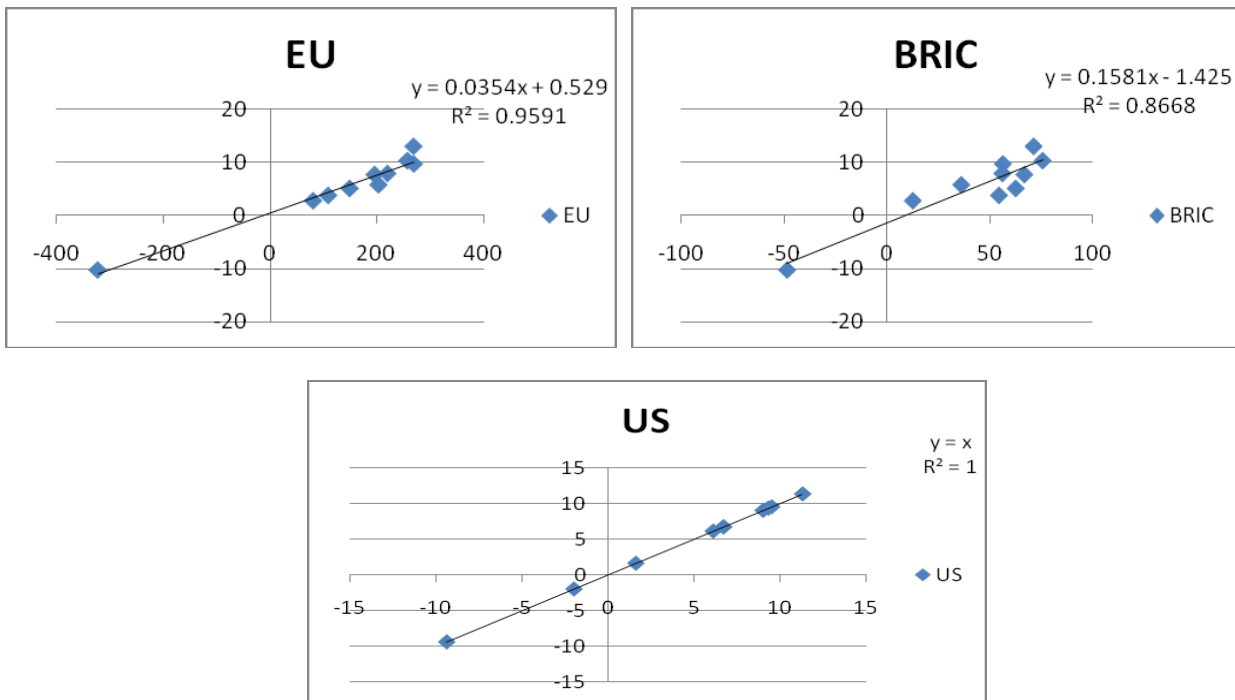 EU
y = 0.0354x + 0.529
R² = 0.9591
20
10
0
-400 -200 0 200 400
-10
-20
EU
BRIC
y = 0.1581x - 1.425
R² = 0.8668
20
10
0
-100 -50 0 50 100
-10
-20
BRIC
US
y = x
R² = 1
15
10
5
0
-15 -10 -5 0 5 10 15
-5
-10
-15
US